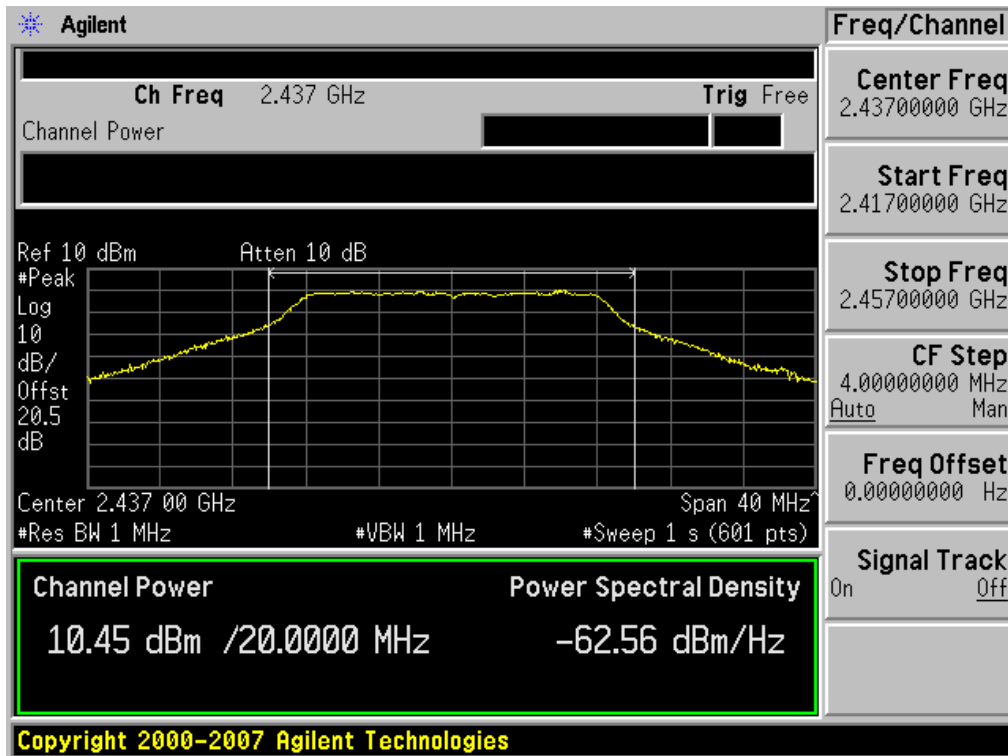 Agilent
Freq/Channel
Ch Freq 2.437 GHz
Trig Free
Channel Power
Center Freq
2.43700000 GHz
Start Freq
2.41700000 GHz
Stop Freq
2.45700000 GHz
CF Step
4.00000000 MHz
Auto Man
Freq Offset
0.00000000 Hz
Signal Track
On Off
Ref 10 dBm
Atten 10 dB
#Peak
Log
10
dB/
Offst
20.5
dB
Center 2.437 00 GHz
Span 40 MHz^
#Res BW 1 MHz
#VBW 1 MHz
#Sweep 1 s (601 pts)
Channel Power
Power Spectral Density
10.45 dBm /20.0000 MHz
-62.56 dBm/Hz
Copyright 2000-2007 Agilent Technologies